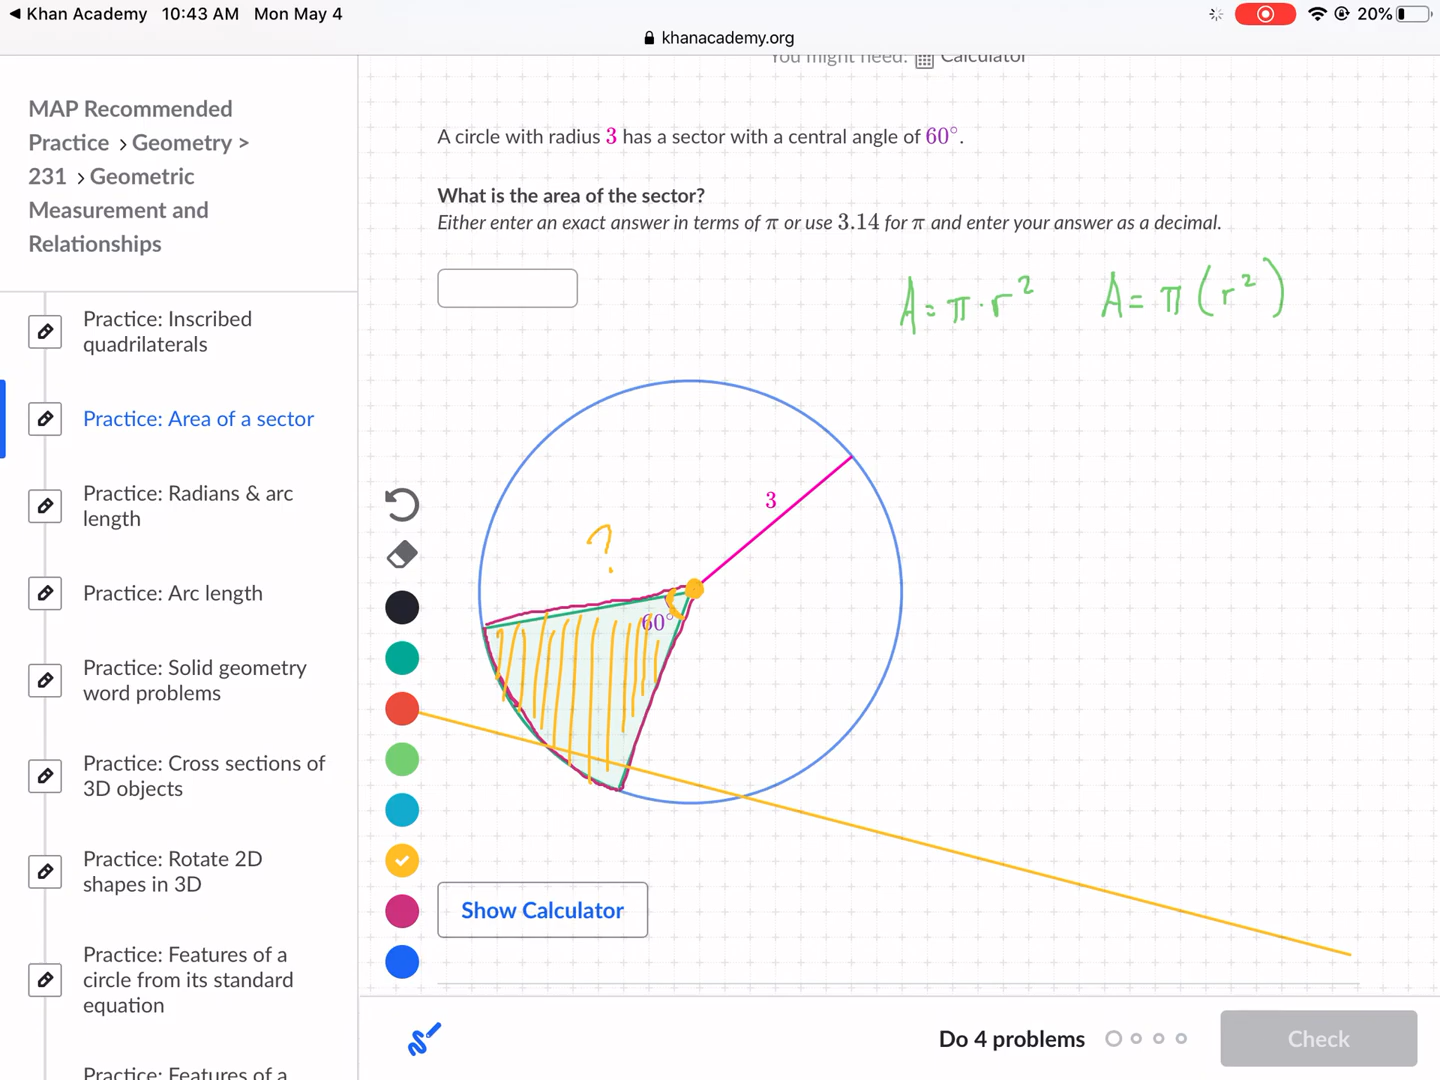 Khan Academy 10:43 AM Mon May 4 20%
khanacademy.org
You might need: Calculator
MAP Recommended
Practice > Geometry >
231 > Geometric
Measurement and
Relationships
Practice: Inscribed
quadrilaterals
Practice: Area of a sector
Practice: Radians & arc
length
Practice: Arc length
Practice: Solid geometry
word problems
Practice: Cross sections of
3D objects
Practice: Rotate 2D
shapes in 3D
Practice: Features of a
circle from its standard
equation
Practice: Features of a
A circle with radius 3 has a sector with a central angle of 60°.
What is the area of the sector?
Either enter an exact answer in terms of π or use 3.14 for π and enter your answer as a decimal.
A = π · r² A = π (r²)
3
?
60°
Show Calculator
Do 4 problems
Check